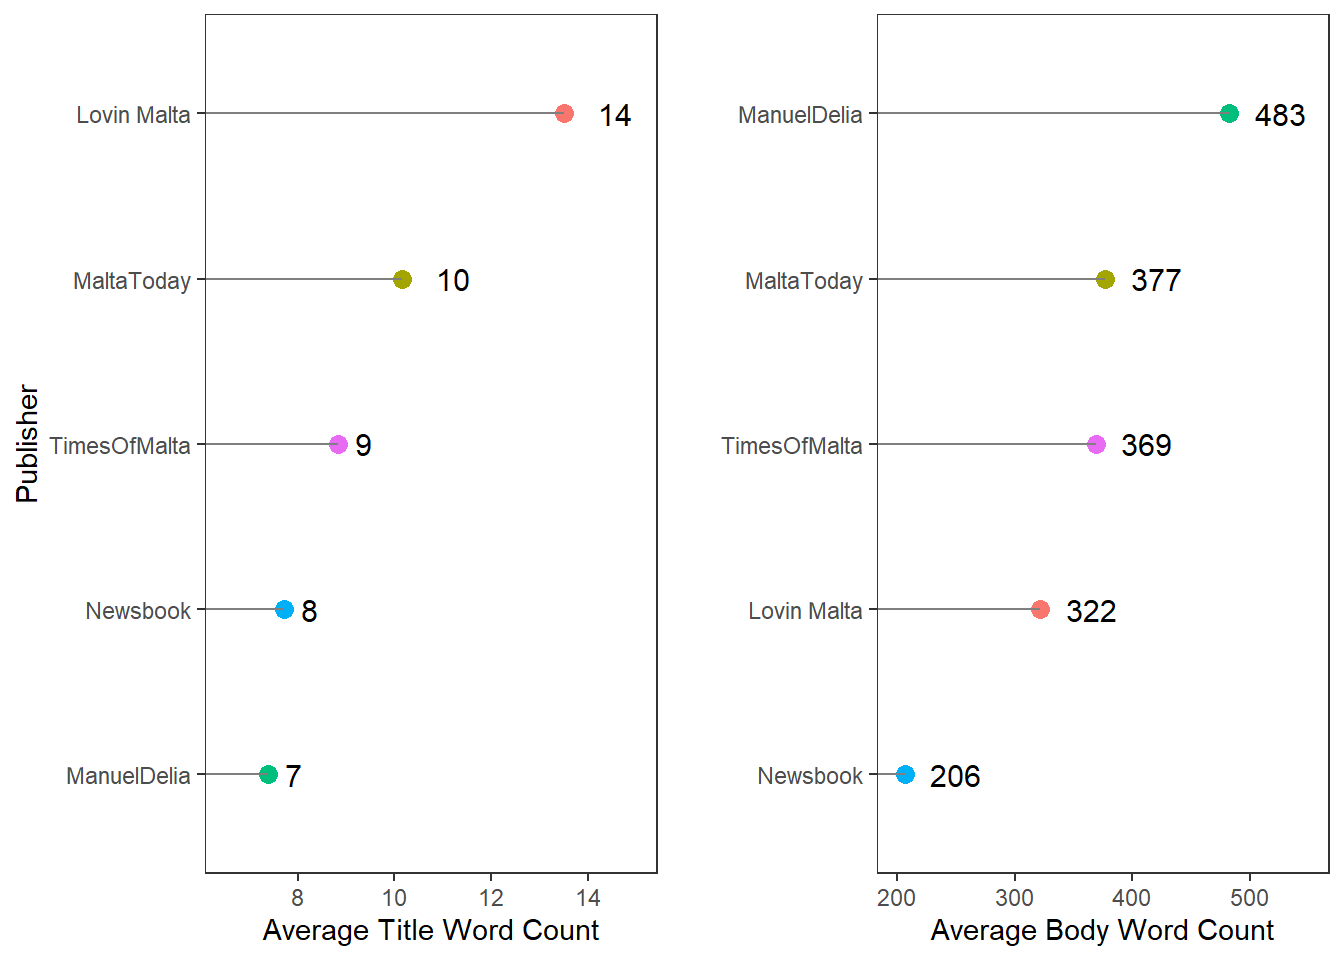 Publisher
Lovin Malta 14
MaltaToday 10
TimesOfMalta 9
Newsbook 8
ManuelDelia 7
8 10 12 14
Average Title Word Count
ManuelDelia 483
MaltaToday 377
TimesOfMalta 369
Lovin Malta 322
Newsbook 206
200 300 400 500
Average Body Word Count